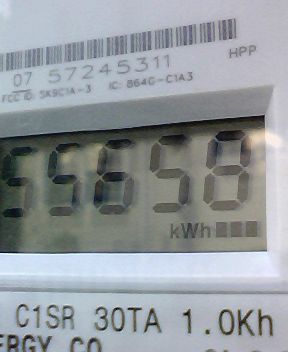 07 57245311
HPP
FCC ID: SK9C1A-3 IC: 864G-C1A3
55658
kWh
C1SR 30TA 1.0Kh
ERGY CO